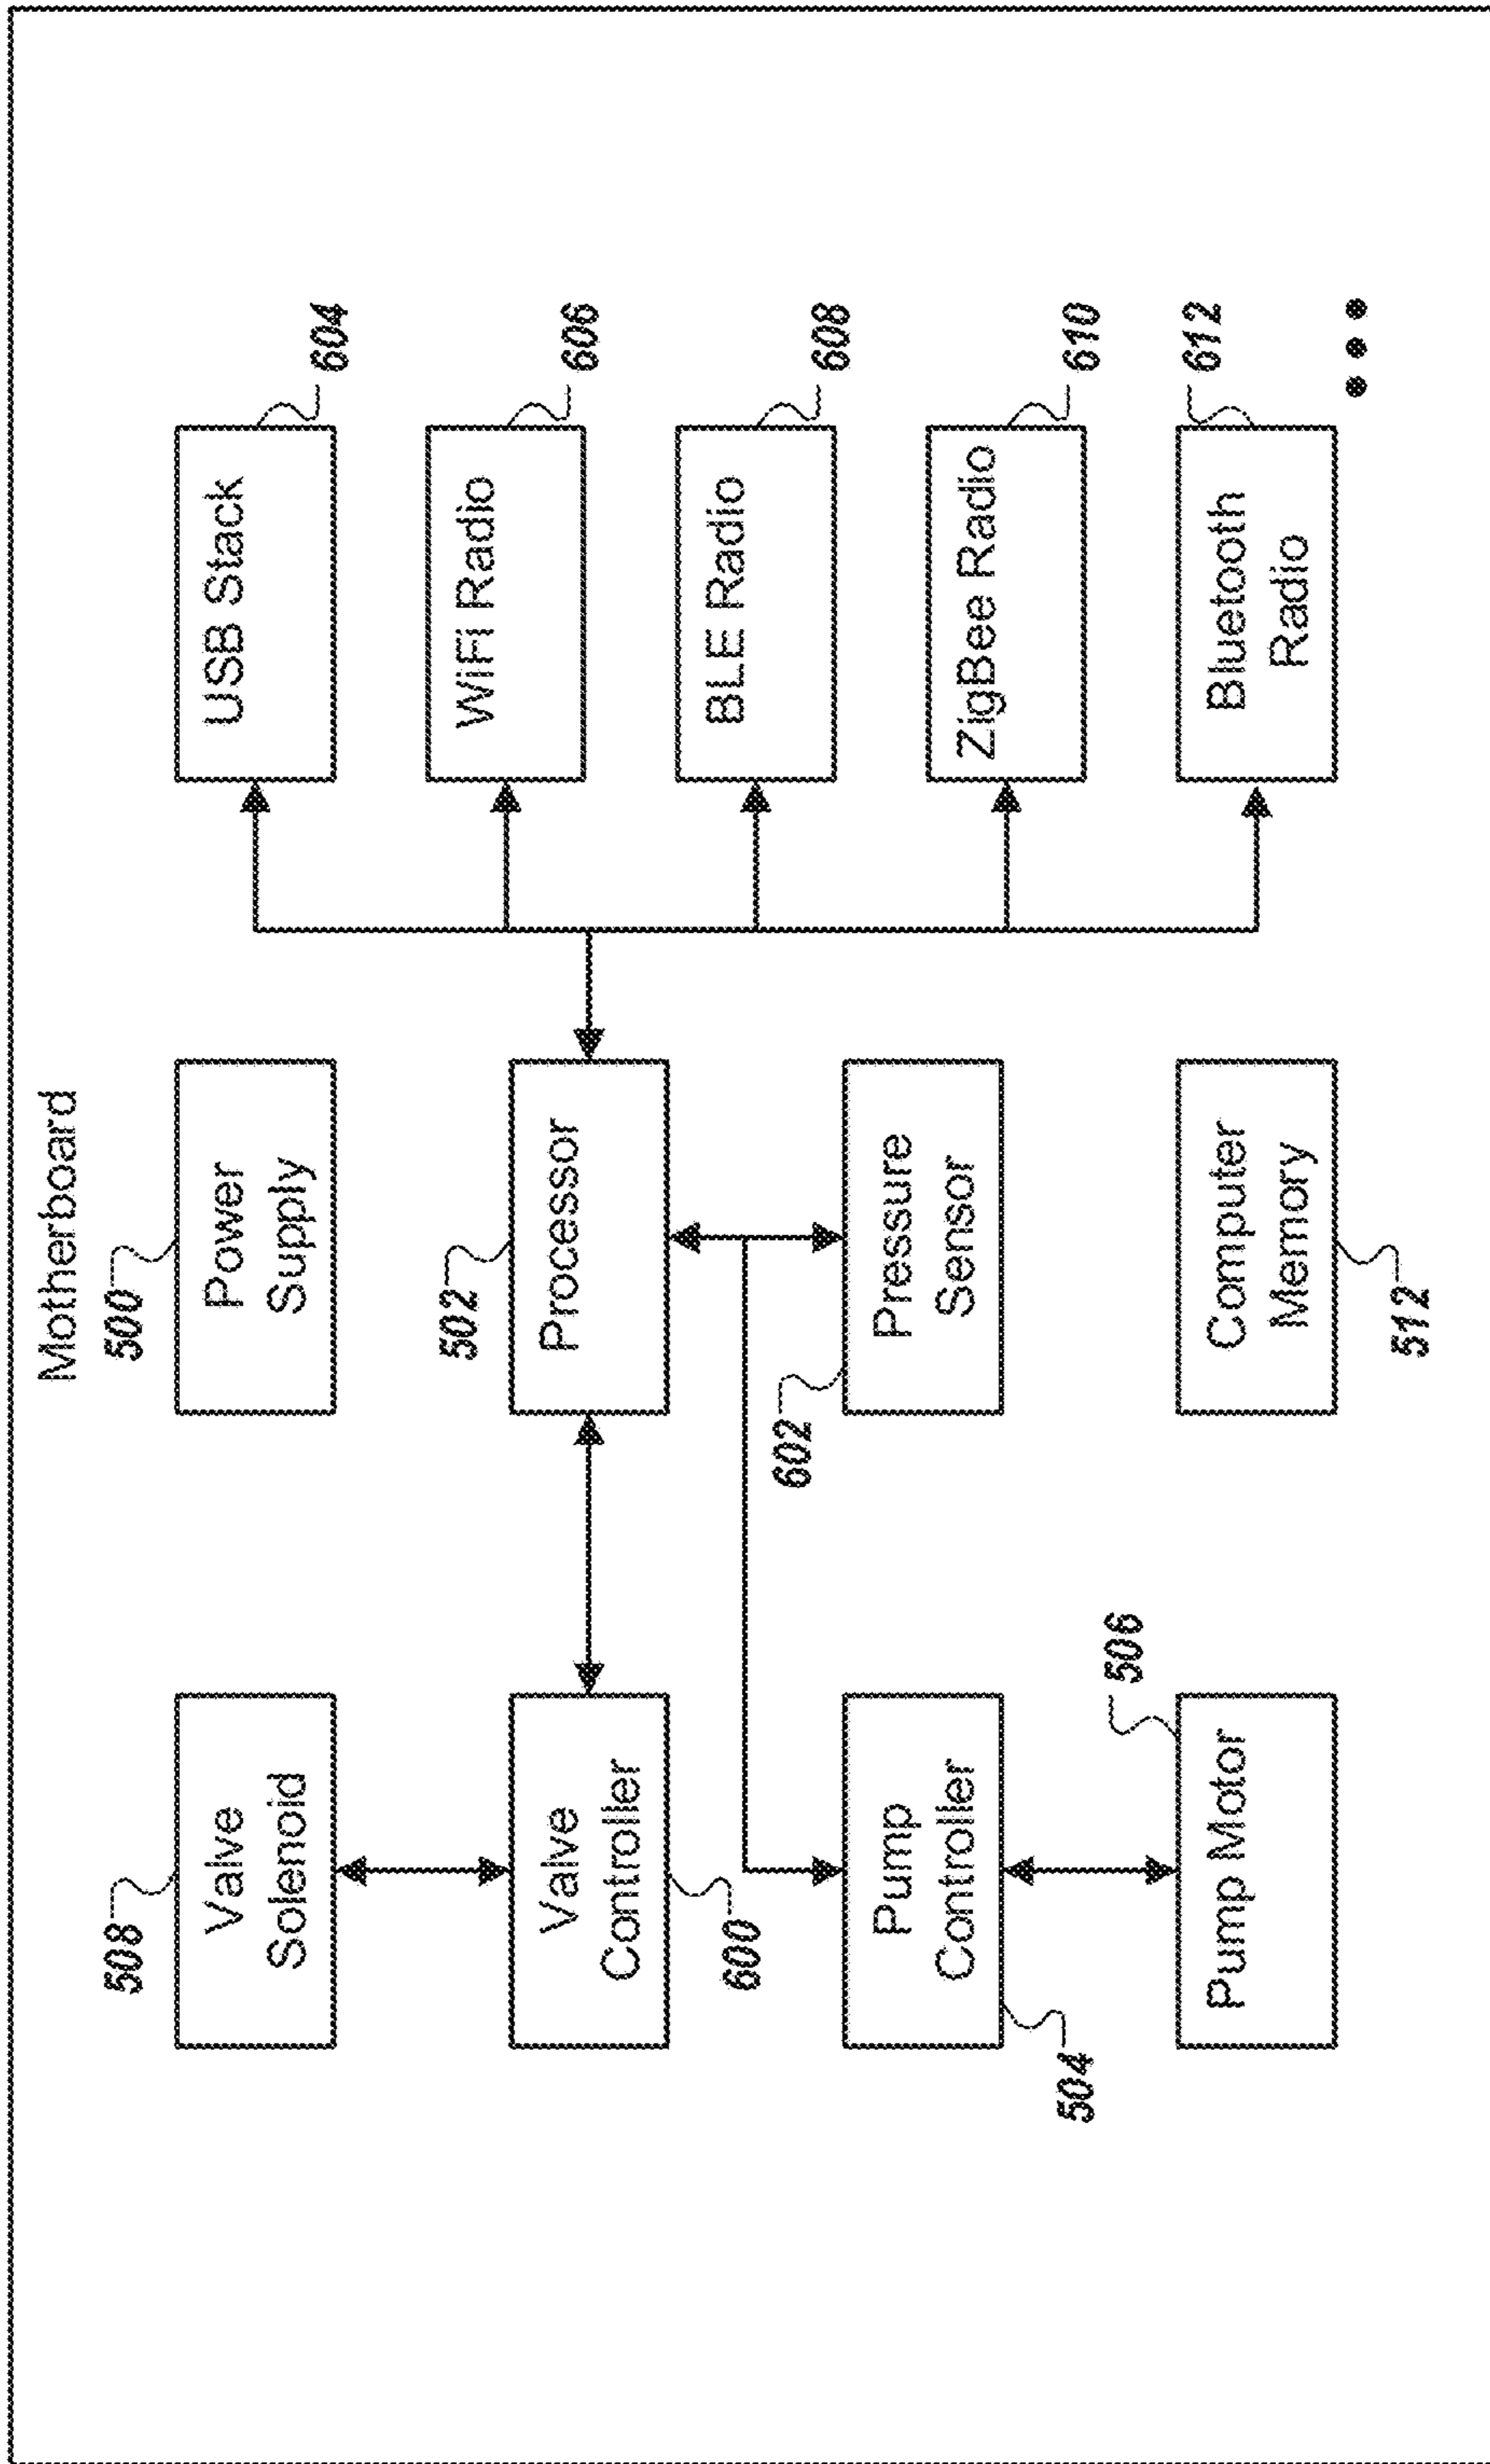 Motherboard
508
Valve
Solenoid
500
Power
Supply
USB Stack
604
Valve
Controller
600
502
Processor
WiFi Radio
606
Pump
Controller
504
602
Pressure
Sensor
BLE Radio
608
ZigBee Radio
610
506
Pump Motor
Computer
Memory
512
Bluetooth
Radio
612